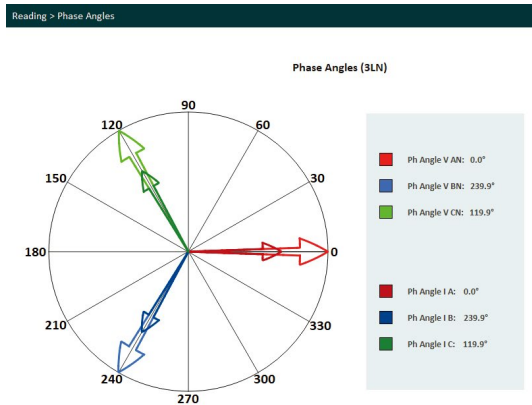 Reading > Phase Angles
Phase Angles (3LN)
90
120
60
150
30
180
0
210
330
240
300
270
Ph Angle V AN: 0.0°
Ph Angle V BN: 239.9°
Ph Angle V CN: 119.9°
Ph Angle I A: 0.0°
Ph Angle I B: 239.9°
Ph Angle I C: 119.9°